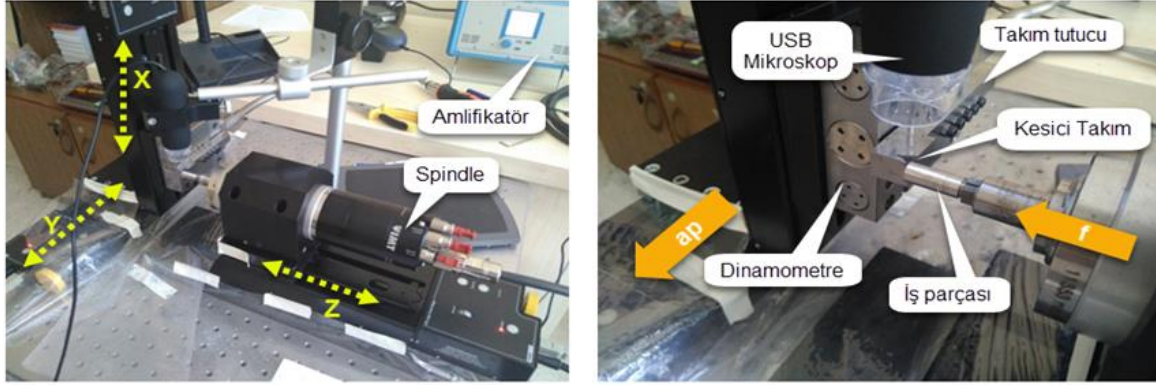 X
Amlifikatör
Spindle
Y
Z
USB
Mikroskop
Takım tutucu
Kesici Takım
ap
f
Dinamometre
İş parçası